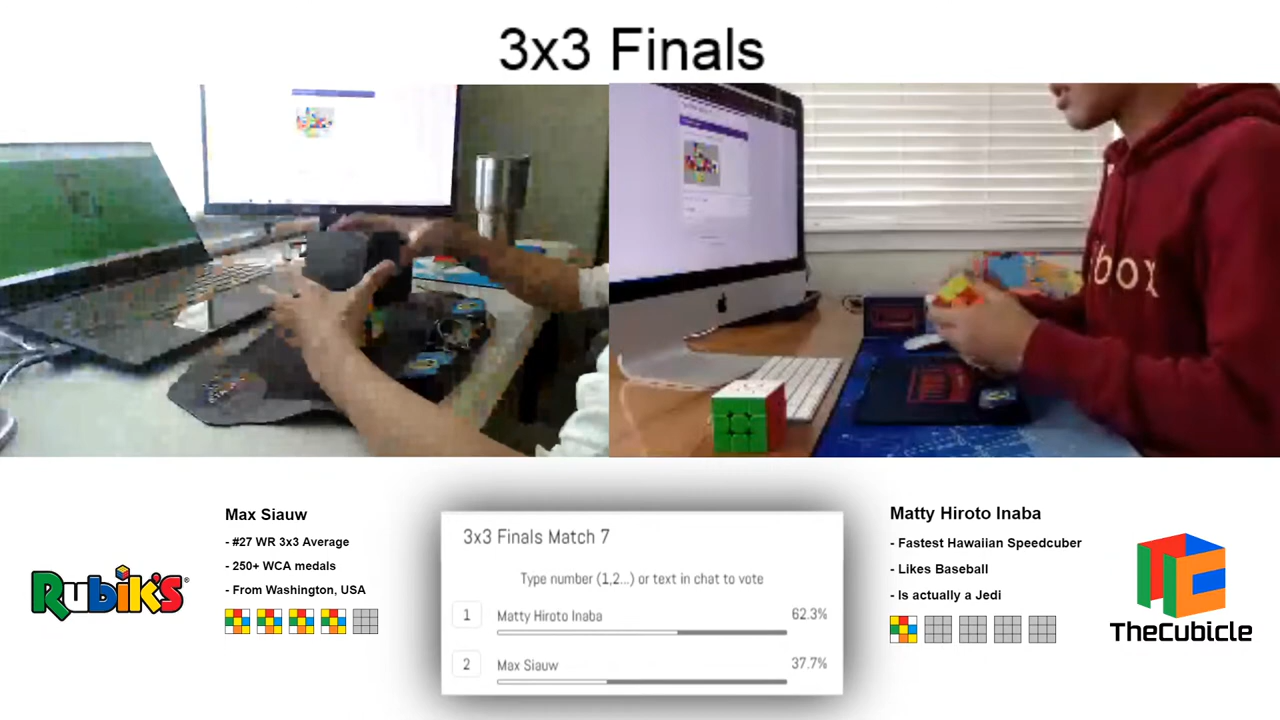 3x3 Finals
box
Max Siauw
- #27 WR 3x3 Average
- 250+ WCA medals
- From Washington, USA
Rubik's®
3x3 Finals Match 7
Type number (1,2...) or text in chat to vote
1 Matty Hiroto Inaba 62.3%
2 Max Siauw 37.7%
Matty Hiroto Inaba
- Fastest Hawaiian Speedcuber
- Likes Baseball
- Is actually a Jedi
TheCubicle